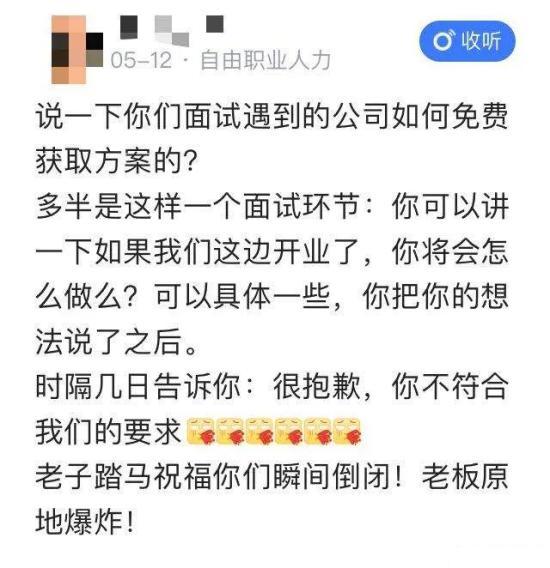 收听
05-12 · 自由职业人力
说一下你们面试遇到的公司如何免费
获取方案的?
多半是这样一个面试环节：你可以讲
一下如果我们这边开业了，你将会怎
么做么？可以具体一些，你把你的想
法说了之后。
时隔几日告诉你：很抱歉，你不符合
我们的要求
老子踏马祝福你们瞬间倒闭！老板原
地爆炸！